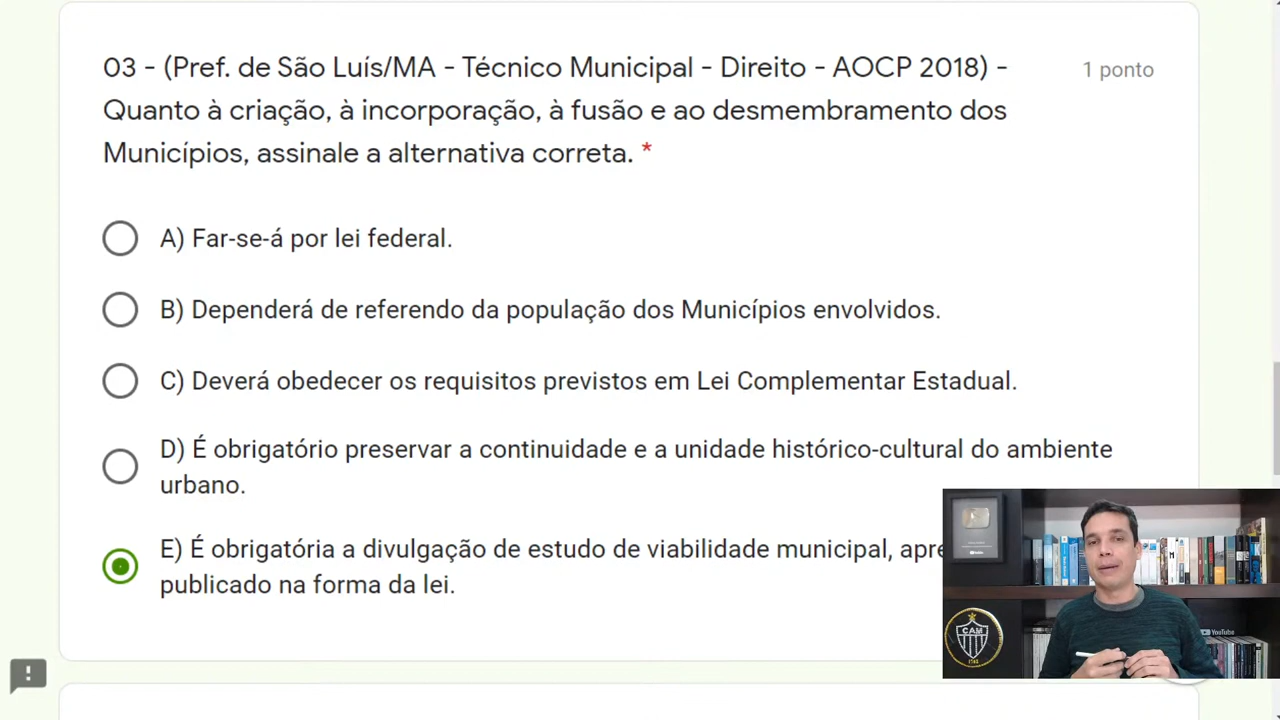 03 - (Pref. de São Luís/MA - Técnico Municipal - Direito - AOCP 2018) -
1 ponto
Quanto à criação, à incorporação, à fusão e ao desmembramento dos
Municípios, assinale a alternativa correta. *
A) Far-se-á por lei federal.
B) Dependerá de referendo da população dos Municípios envolvidos.
C) Deverá obedecer os requisitos previstos em Lei Complementar Estadual.
D) É obrigatório preservar a continuidade e a unidade histórico-cultural do ambiente
urbano.
E) É obrigatória a divulgação de estudo de viabilidade municipal, apre
publicado na forma da lei.
CAM
YouTube